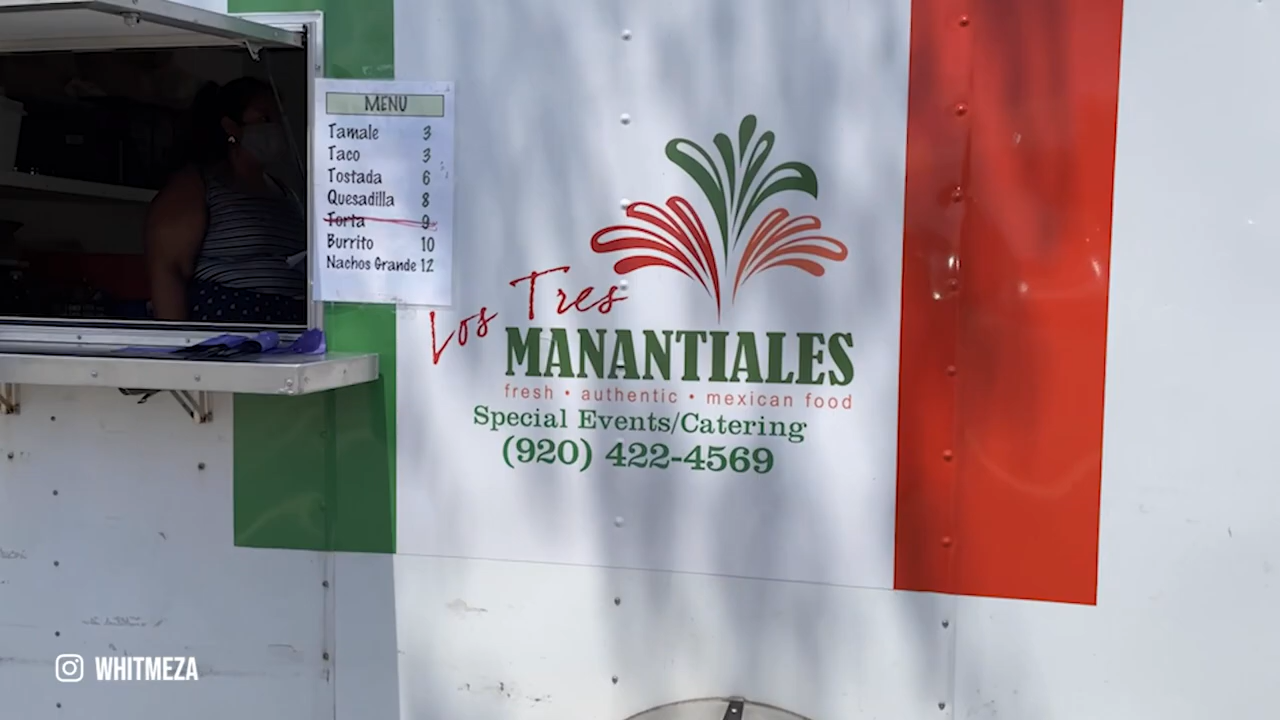 MENU
Tamale 3
Taco 3
Tostada 6
Quesadilla 8
Torta 9
Burrito 10
Nachos Grande 12
Los Tres
MANANTIALES
fresh • authentic • mexican food
Special Events/Catering
(920) 422-4569
WHITMEZA